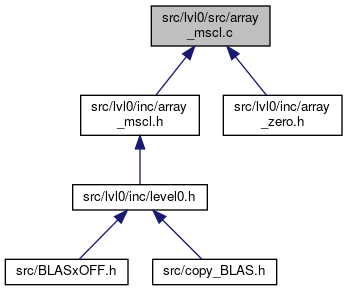 src/lvl0/src/array
_mscl.c
src/lvl0/inc/array
_mscl.h
src/lvl0/inc/array
_zero.h
src/lvl0/inc/level0.h
src/BLASxOFF.h
src/copy_BLAS.h